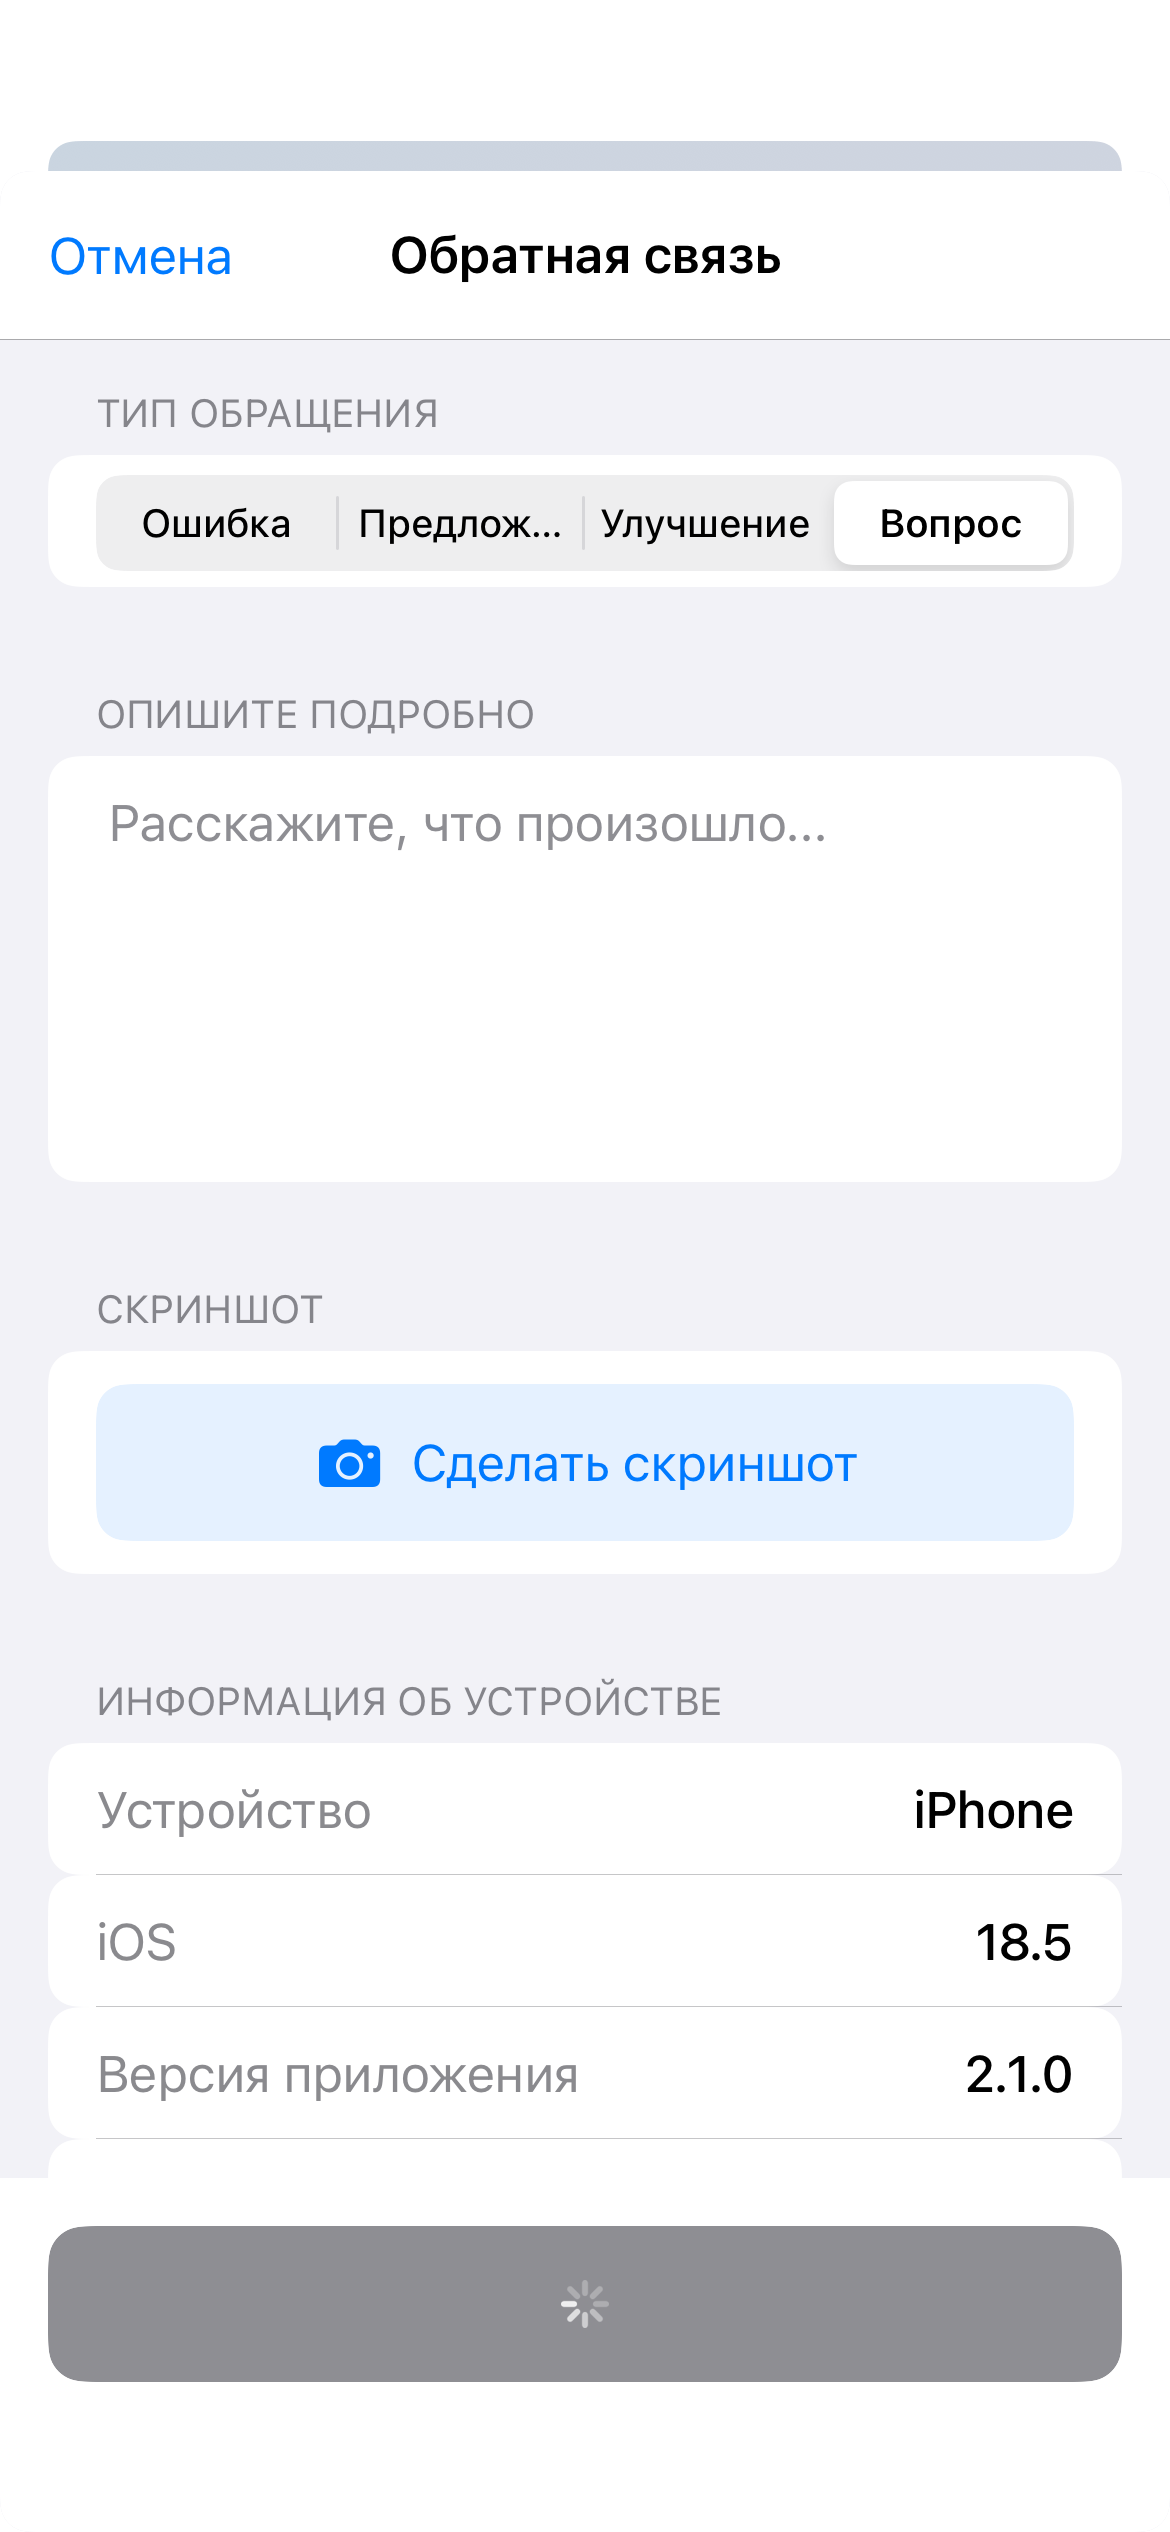 Отмена
Обратная связь
ТИП ОБРАЩЕНИЯ
Ошибка
Предлож...
Улучшение
Вопрос
ОПИШИТЕ ПОДРОБНО
Расскажите, что произошло...
СКРИНШОТ
Сделать скриншот
ИНФОРМАЦИЯ ОБ УСТРОЙСТВЕ
Устройство iPhone
iOS 18.5
Версия приложения 2.1.0